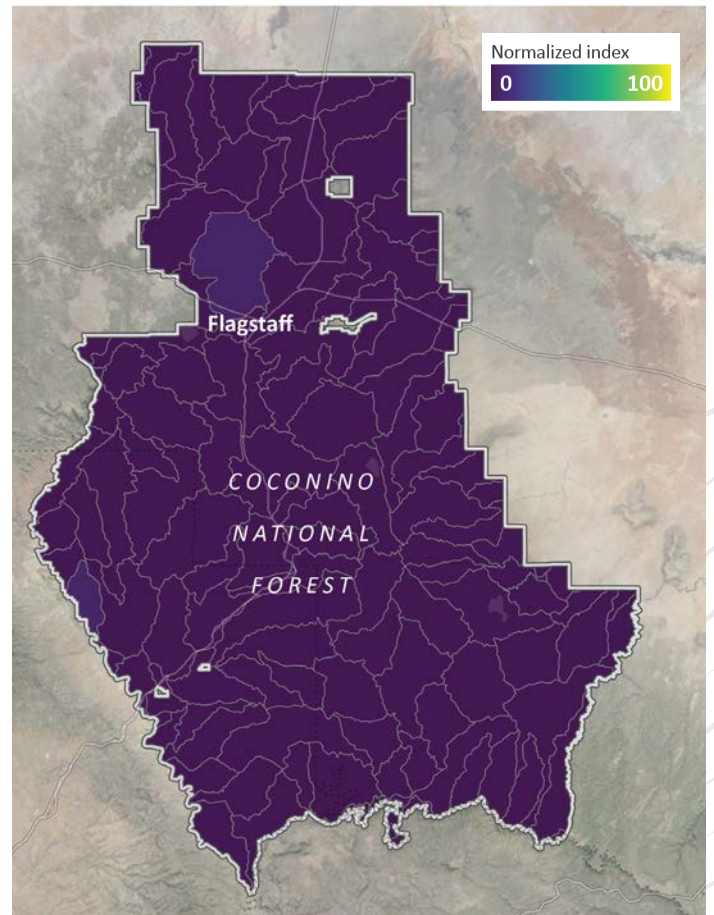 Normalized index
0 100
Flagstaff
COCONINO
NATIONAL
FOREST